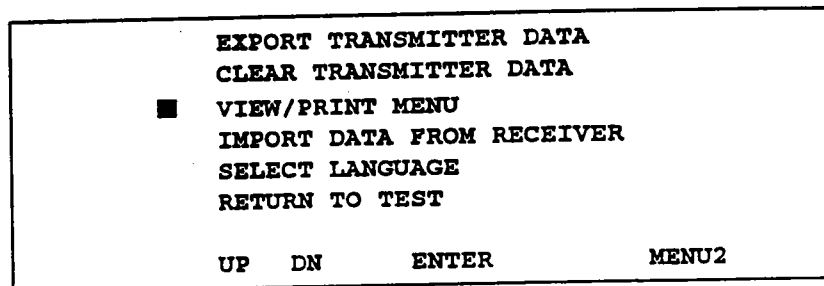 EXPORT TRANSMITTER DATA
CLEAR TRANSMITTER DATA
VIEW/PRINT MENU
IMPORT DATA FROM RECEIVER
SELECT LANGUAGE
RETURN TO TEST
UP DN ENTER MENU2